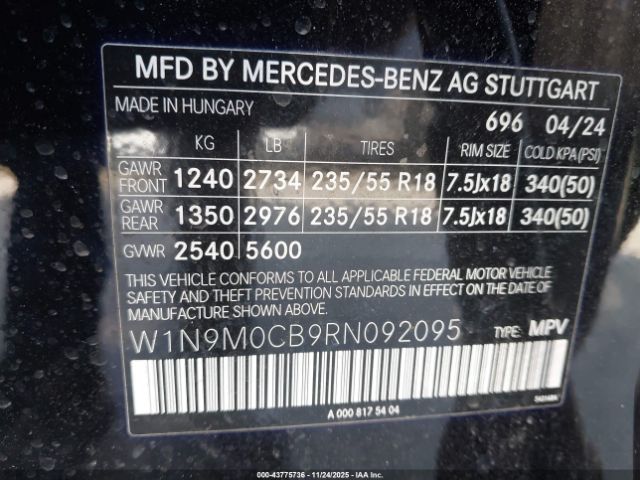 MFD BY MERCEDES-BENZ AG STUTTGART
MADE IN HUNGARY
696 04/24
KG LB TIRES RIM SIZE COLD KPA(PSI)
GAWR FRONT 1240 2734 235/55 R18 7.5Jx18 340(50)
GAWR REAR 1350 2976 235/55 R18 7.5Jx18 340(50)
GVWR 2540 5600
THIS VEHICLE CONFORMS TO ALL APPLICABLE FEDERAL MOTOR VEHICLE
SAFETY AND THEFT PREVENTION STANDARDS IN EFFECT ON THE DATE OF
MANUFACTURE SHOWN ABOVE.
W1N9M0CB9RN092095 TYPE: MPV
A 000 817 54 04
000-43775736 - 11/24/2025 - IAA Inc.